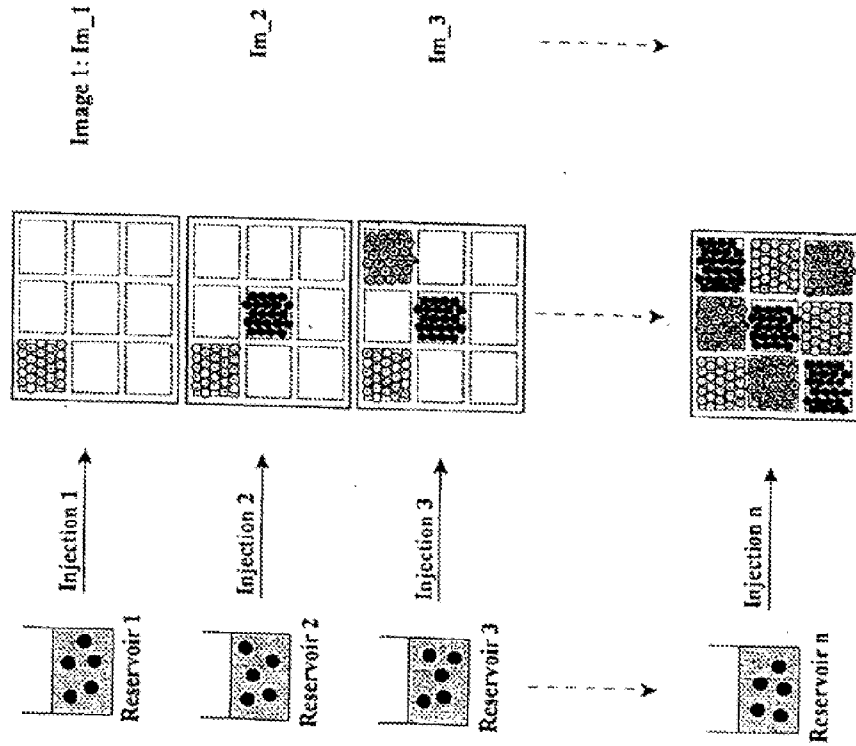 Reservoir 1
Injection 1
Image 1: Im_1
Reservoir 2
Injection 2
Im_2
Reservoir 3
Injection 3
Im_3
Reservoir n
Injection n